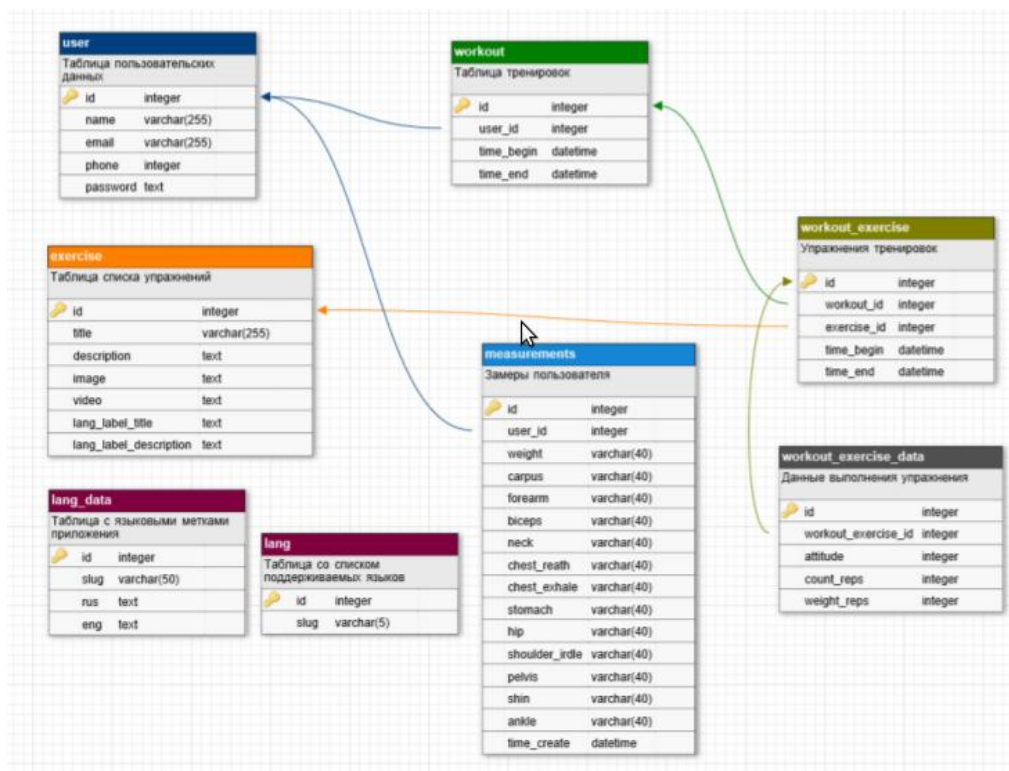 user
Таблица пользовательских
данных
id integer
name varchar(255)
email varchar(255)
phone integer
password text
workout
Таблица тренировок
id integer
user_id integer
time_begin datetime
time_end datetime
exercise
Таблица списка упражнений
id integer
title varchar(255)
description text
image text
video text
lang_label_title text
lang_label_description text
workout_exercise
Упражнения тренировок
id integer
workout_id integer
exercise_id integer
time_begin datetime
time_end datetime
measurements
Замеры пользователя
id integer
user_id integer
weight varchar(40)
carpus varchar(40)
forearm varchar(40)
biceps varchar(40)
neck varchar(40)
chest_reath varchar(40)
chest_exhale varchar(40)
stomach varchar(40)
hip varchar(40)
shoulder_irdle varchar(40)
pelvis varchar(40)
shin varchar(40)
ankle varchar(40)
time_create datetime
workout_exercise_data
Данные выполнения упражнения
id integer
workout_exercise_id integer
attitude integer
count_reps integer
weight_reps integer
lang_data
Таблица с языковыми метками
приложения
id integer
slug varchar(50)
rus text
eng text
lang
Таблица со списком
поддерживаемых языков
id integer
slug varchar(5)